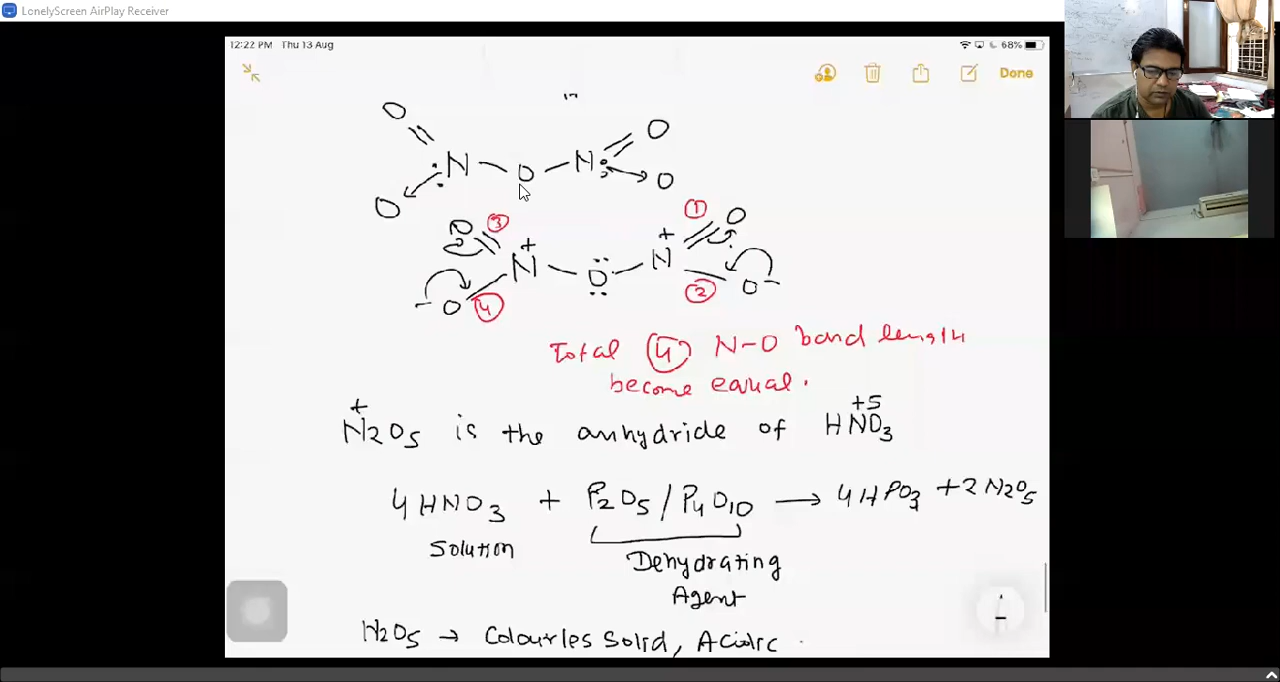 LonelyScreen AirPlay Receiver
12:22 PM Thu 13 Aug
68%
Done
O O
N - O - N
O O
3 1
O + + O
N - O - N
- O 4 2 O -
Total 4 N-O bond length
become equal.
+ +5
N2O5 is the anhydride of HNO3
4HNO3 + P2O5 / P4O10 → 4HPO3 + 2N2O5
Solution
Dehydrating
Agent
N2O5 → Colourles Solid, Acidic